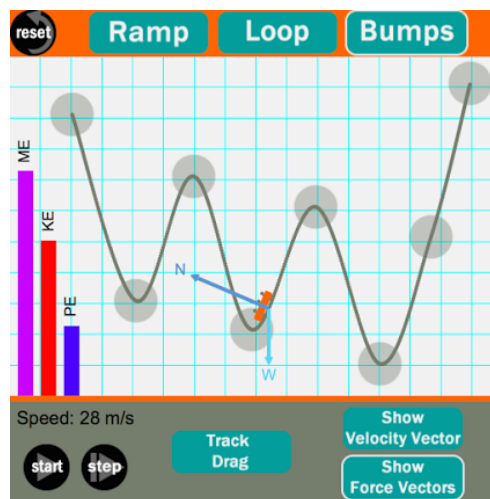 reset
Ramp
Loop
Bumps
ME
KE
PE
N
W
Speed: 28 m/s
start
step
Track
Drag
Show
Velocity Vector
Show
Force Vectors